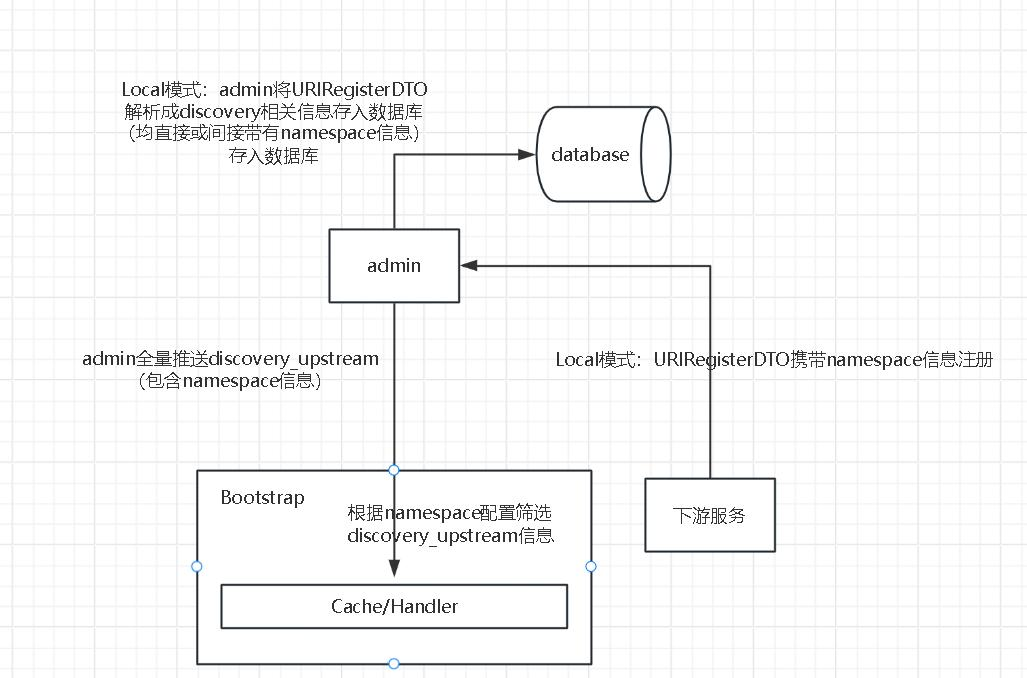 Local模式：admin将URIRegisterDTO
解析成discovery相关信息存入数据库
（均直接或间接带有namespace信息）
存入数据库
database
admin
admin全量推送discovery_upstream
（包含namespace信息）
Local模式：URIRegisterDTO携带namespace信息注册
Bootstrap
根据namespace配置筛选
discovery_upstream信息
下游服务
Cache/Handler